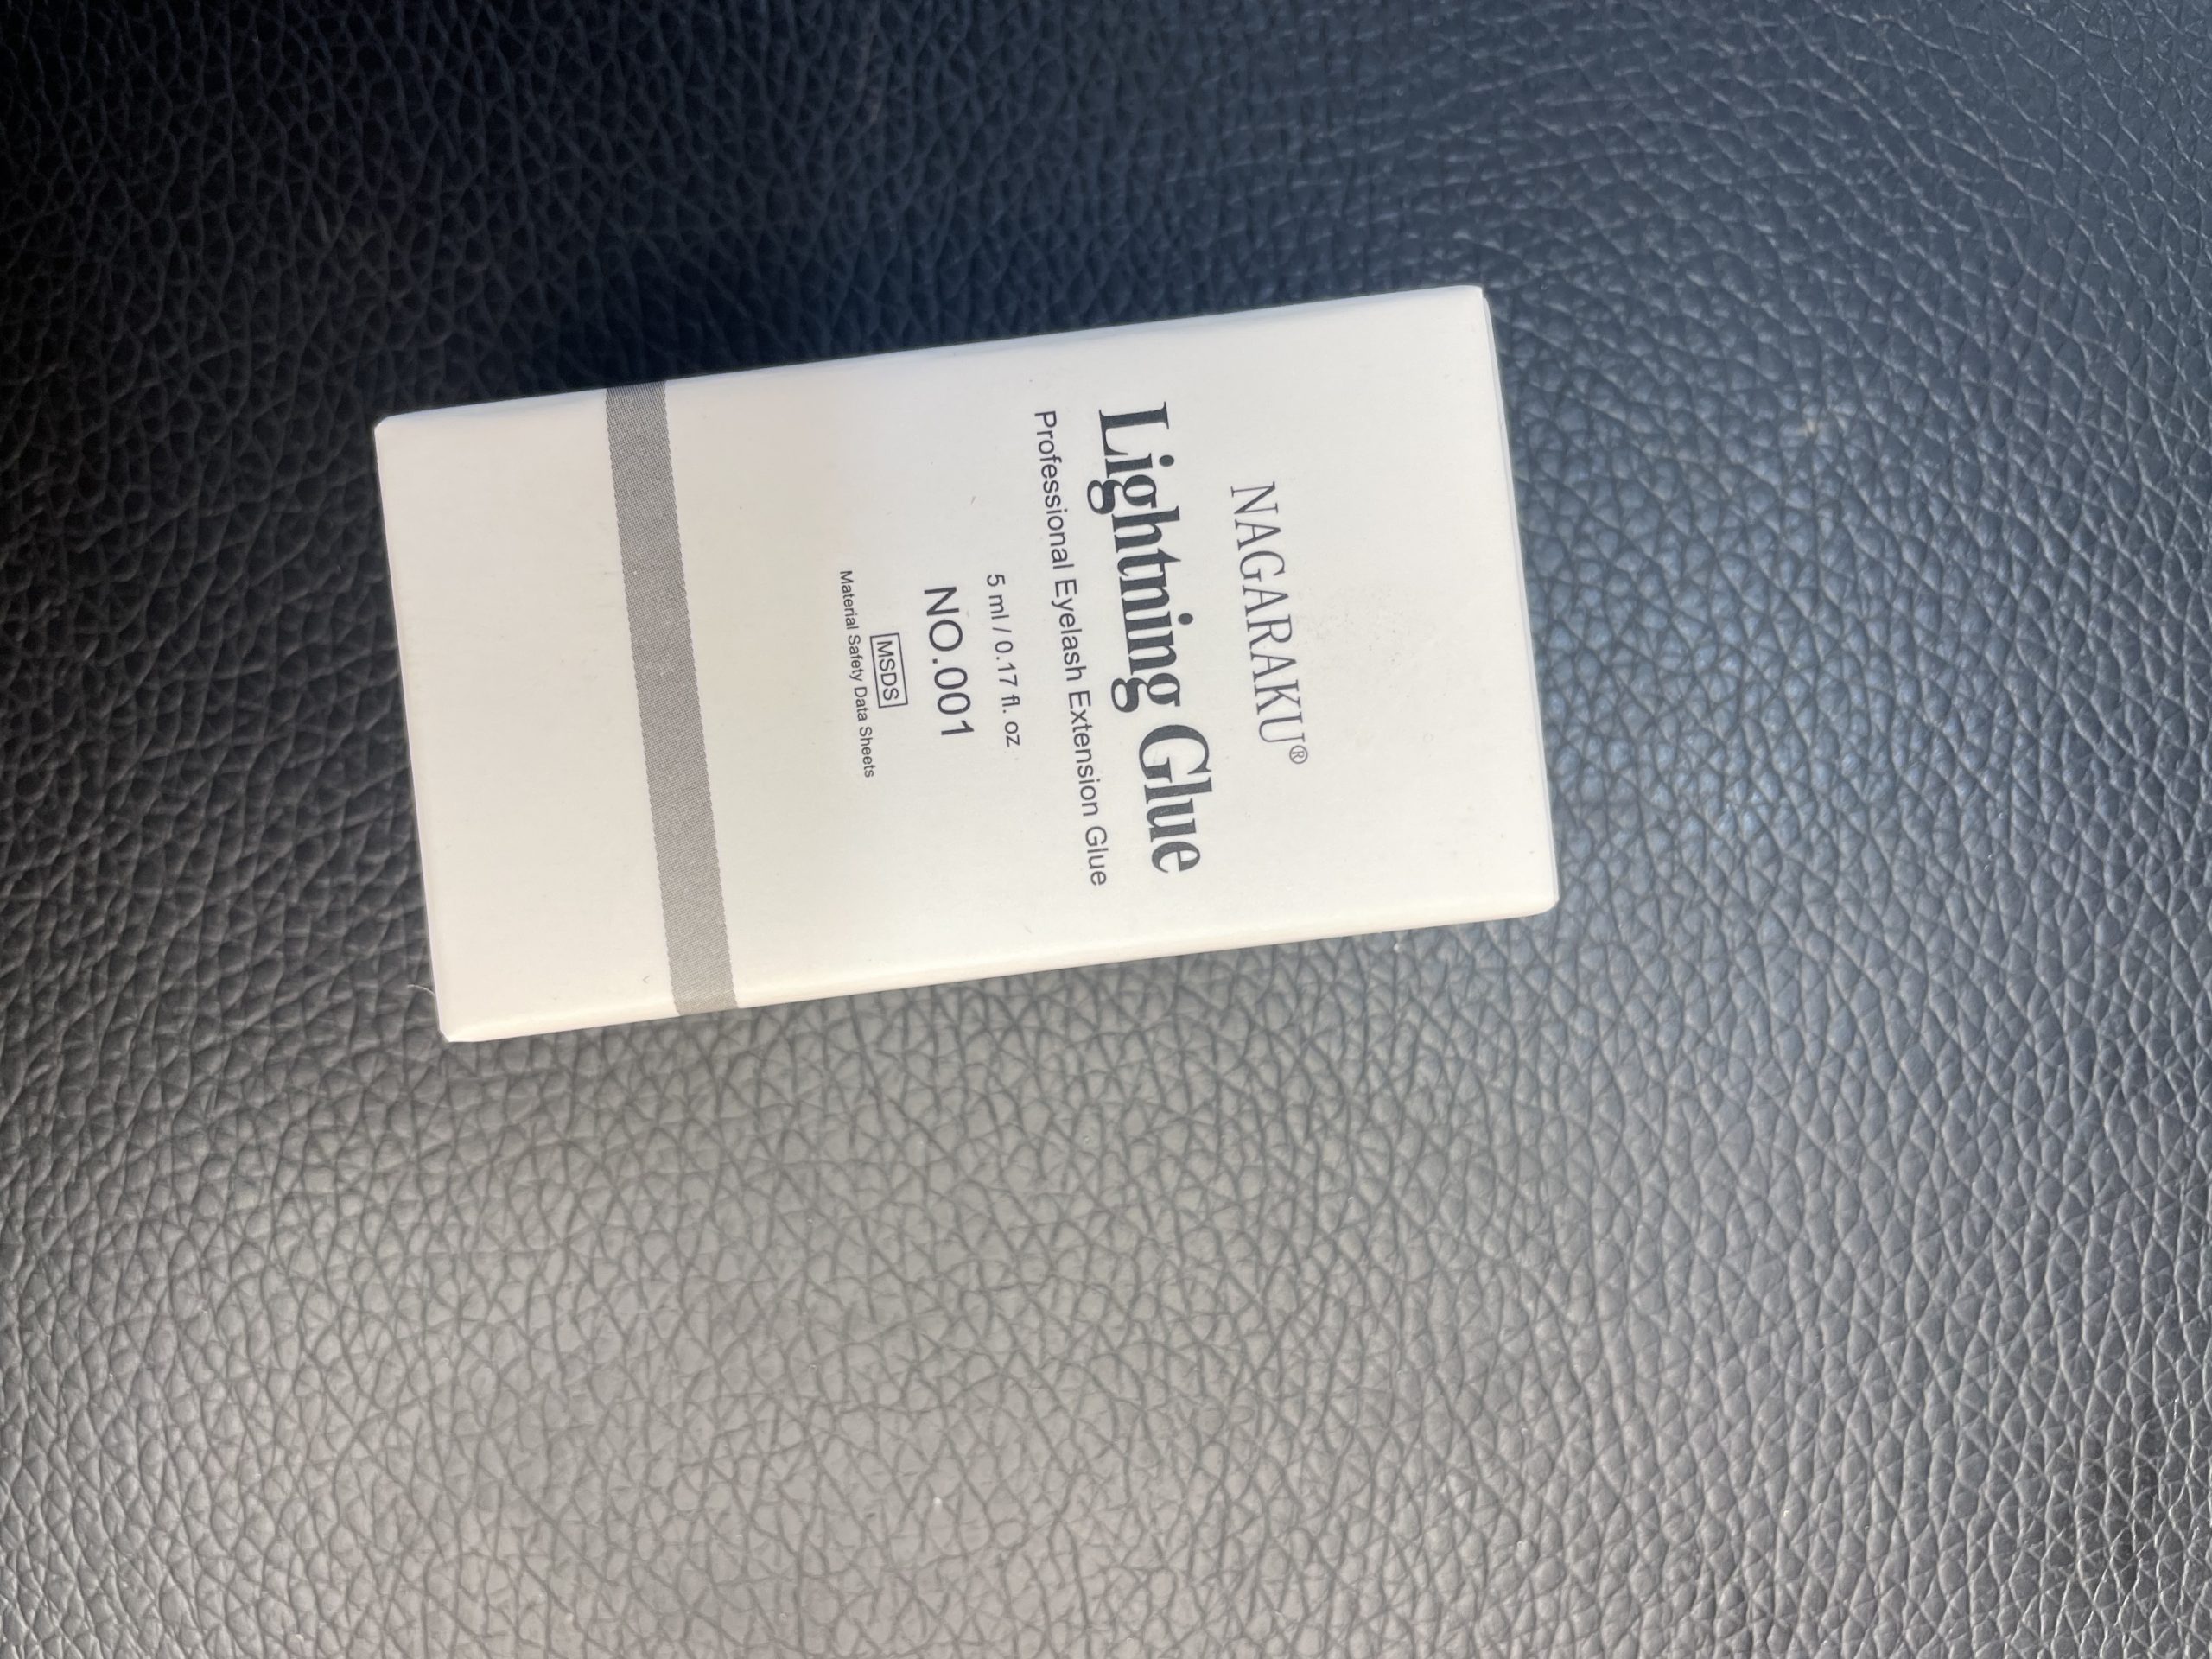 NAGARAKU®
Lightning Glue
Professional Eyelash Extension Glue
5 ml / 0.17 fl. oz
NO.001
MSDS
Material Safety Data Sheets